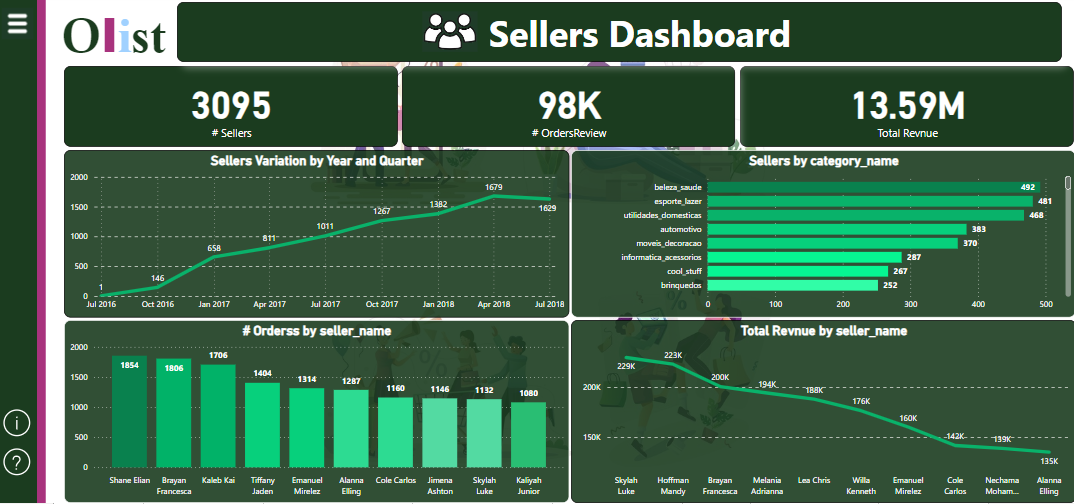 Olist
Sellers Dashboard
3095
# Sellers
98K
# OrdersReview
13.59M
Total Revnue
Sellers Variation by Year and Quarter
2000
1500
1000
500
0
1
146
658
811
1011
1267
1382
1679
1629
Jul 2016
Oct 2016
Jan 2017
Apr 2017
Jul 2017
Oct 2017
Jan 2018
Apr 2018
Jul 2018
Sellers by category_name
beleza_saude 492
esporte_lazer 481
utilidades_domesticas 468
automotivo 383
moveis_decoracao 370
informatica_acessorios 287
cool_stuff 267
brinquedos 252
0 100 200 300 400 500
# Orderss by seller_name
2000
1500
1000
500
0
1854
1806
1706
1404
1314
1287
1160
1146
1132
1080
Shane Elian
Brayan
Francesca
Kaleb Kai
Tiffany
Jaden
Emanuel
Mirelez
Alanna
Elling
Cole Carlos
Jimena
Ashton
Skylah
Luke
Kaliyah
Junior
Total Revnue by seller_name
200K
150K
229K
223K
200K
194K
188K
176K
160K
142K
139K
135K
Skylah
Luke
Hoffman
Mandy
Brayan
Francesca
Melania
Adrianna
Lea Chris
Willa
Kenneth
Emanuel
Mirelez
Cole
Carlos
Nechama
Moham...
Alanna
Elling
i
?